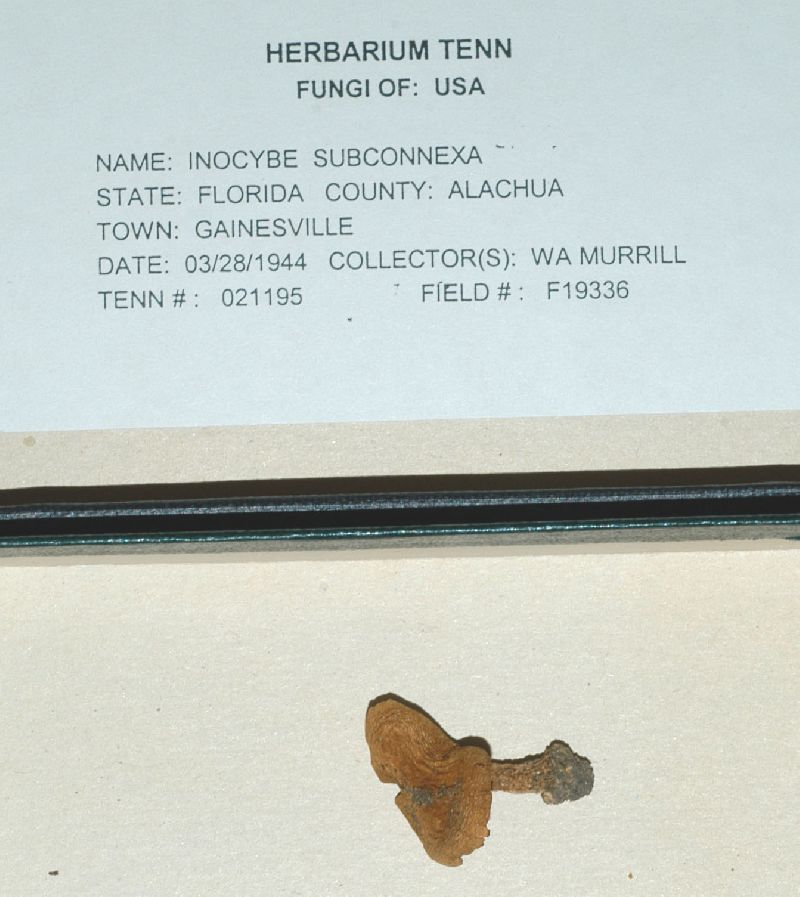 HERBARIUM TENN
FUNGI OF: USA
NAME: INOCYBE SUBCONNEXA
STATE: FLORIDA COUNTY: ALACHUA
TOWN: GAINESVILLE
DATE: 03/28/1944 COLLECTOR(S): WA MURRILL
TENN # : 021195 FIELD # : F19336